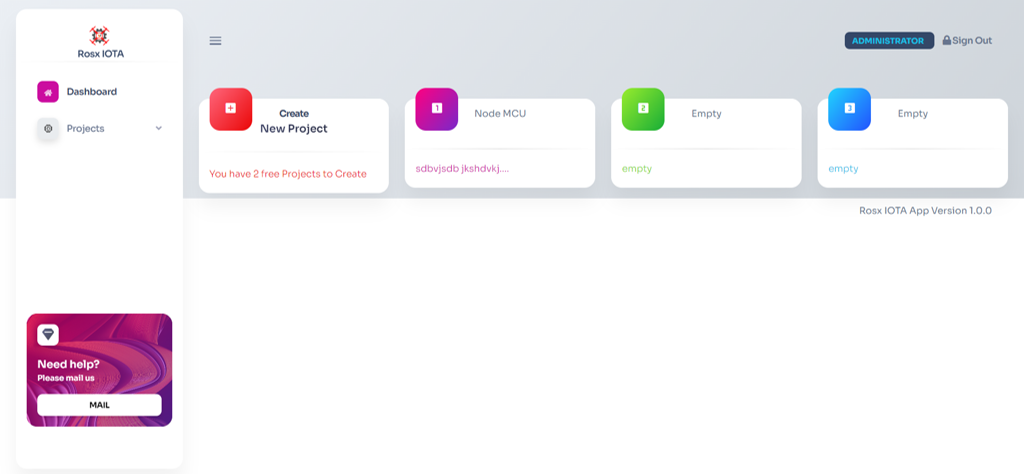 Rosx IOTA
Dashboard
Projects
Need help?
Please mail us
MAIL
ADMINISTRATOR
Sign Out
Create
New Project
You have 2 free Projects to Create
1
Node MCU
sdbvjsdb jkshdvkj....
2
Empty
empty
3
Empty
empty
Rosx IOTA App Version 1.0.0